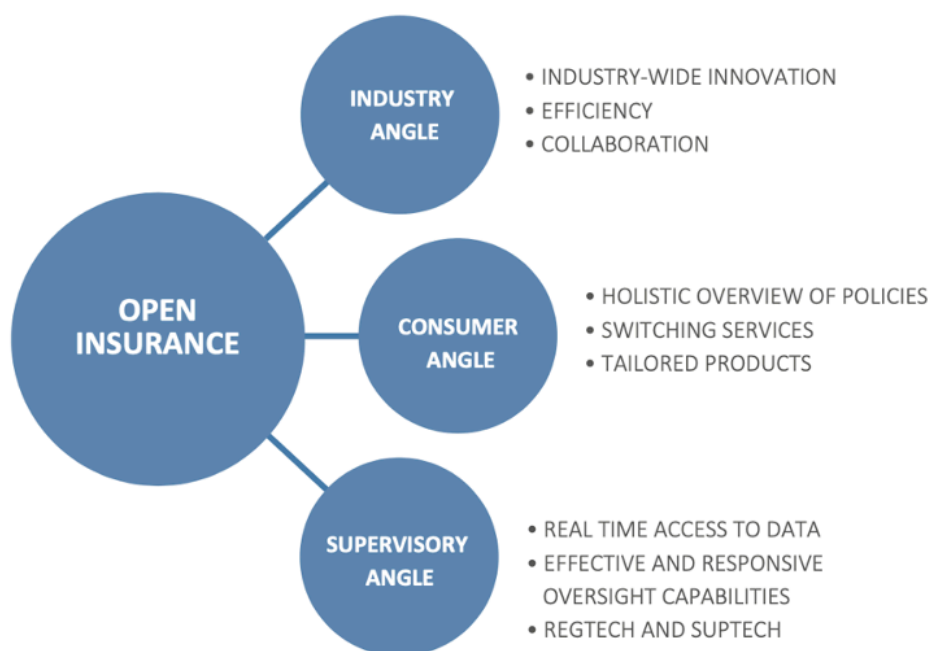 INDUSTRY
ANGLE
• INDUSTRY-WIDE INNOVATION
• EFFICIENCY
• COLLABORATION
OPEN
INSURANCE
CONSUMER
ANGLE
• HOLISTIC OVERVIEW OF POLICIES
• SWITCHING SERVICES
• TAILORED PRODUCTS
SUPERVISORY
ANGLE
• REAL TIME ACCESS TO DATA
• EFFECTIVE AND RESPONSIVE
OVERSIGHT CAPABILITIES
• REGTECH AND SUPTECH